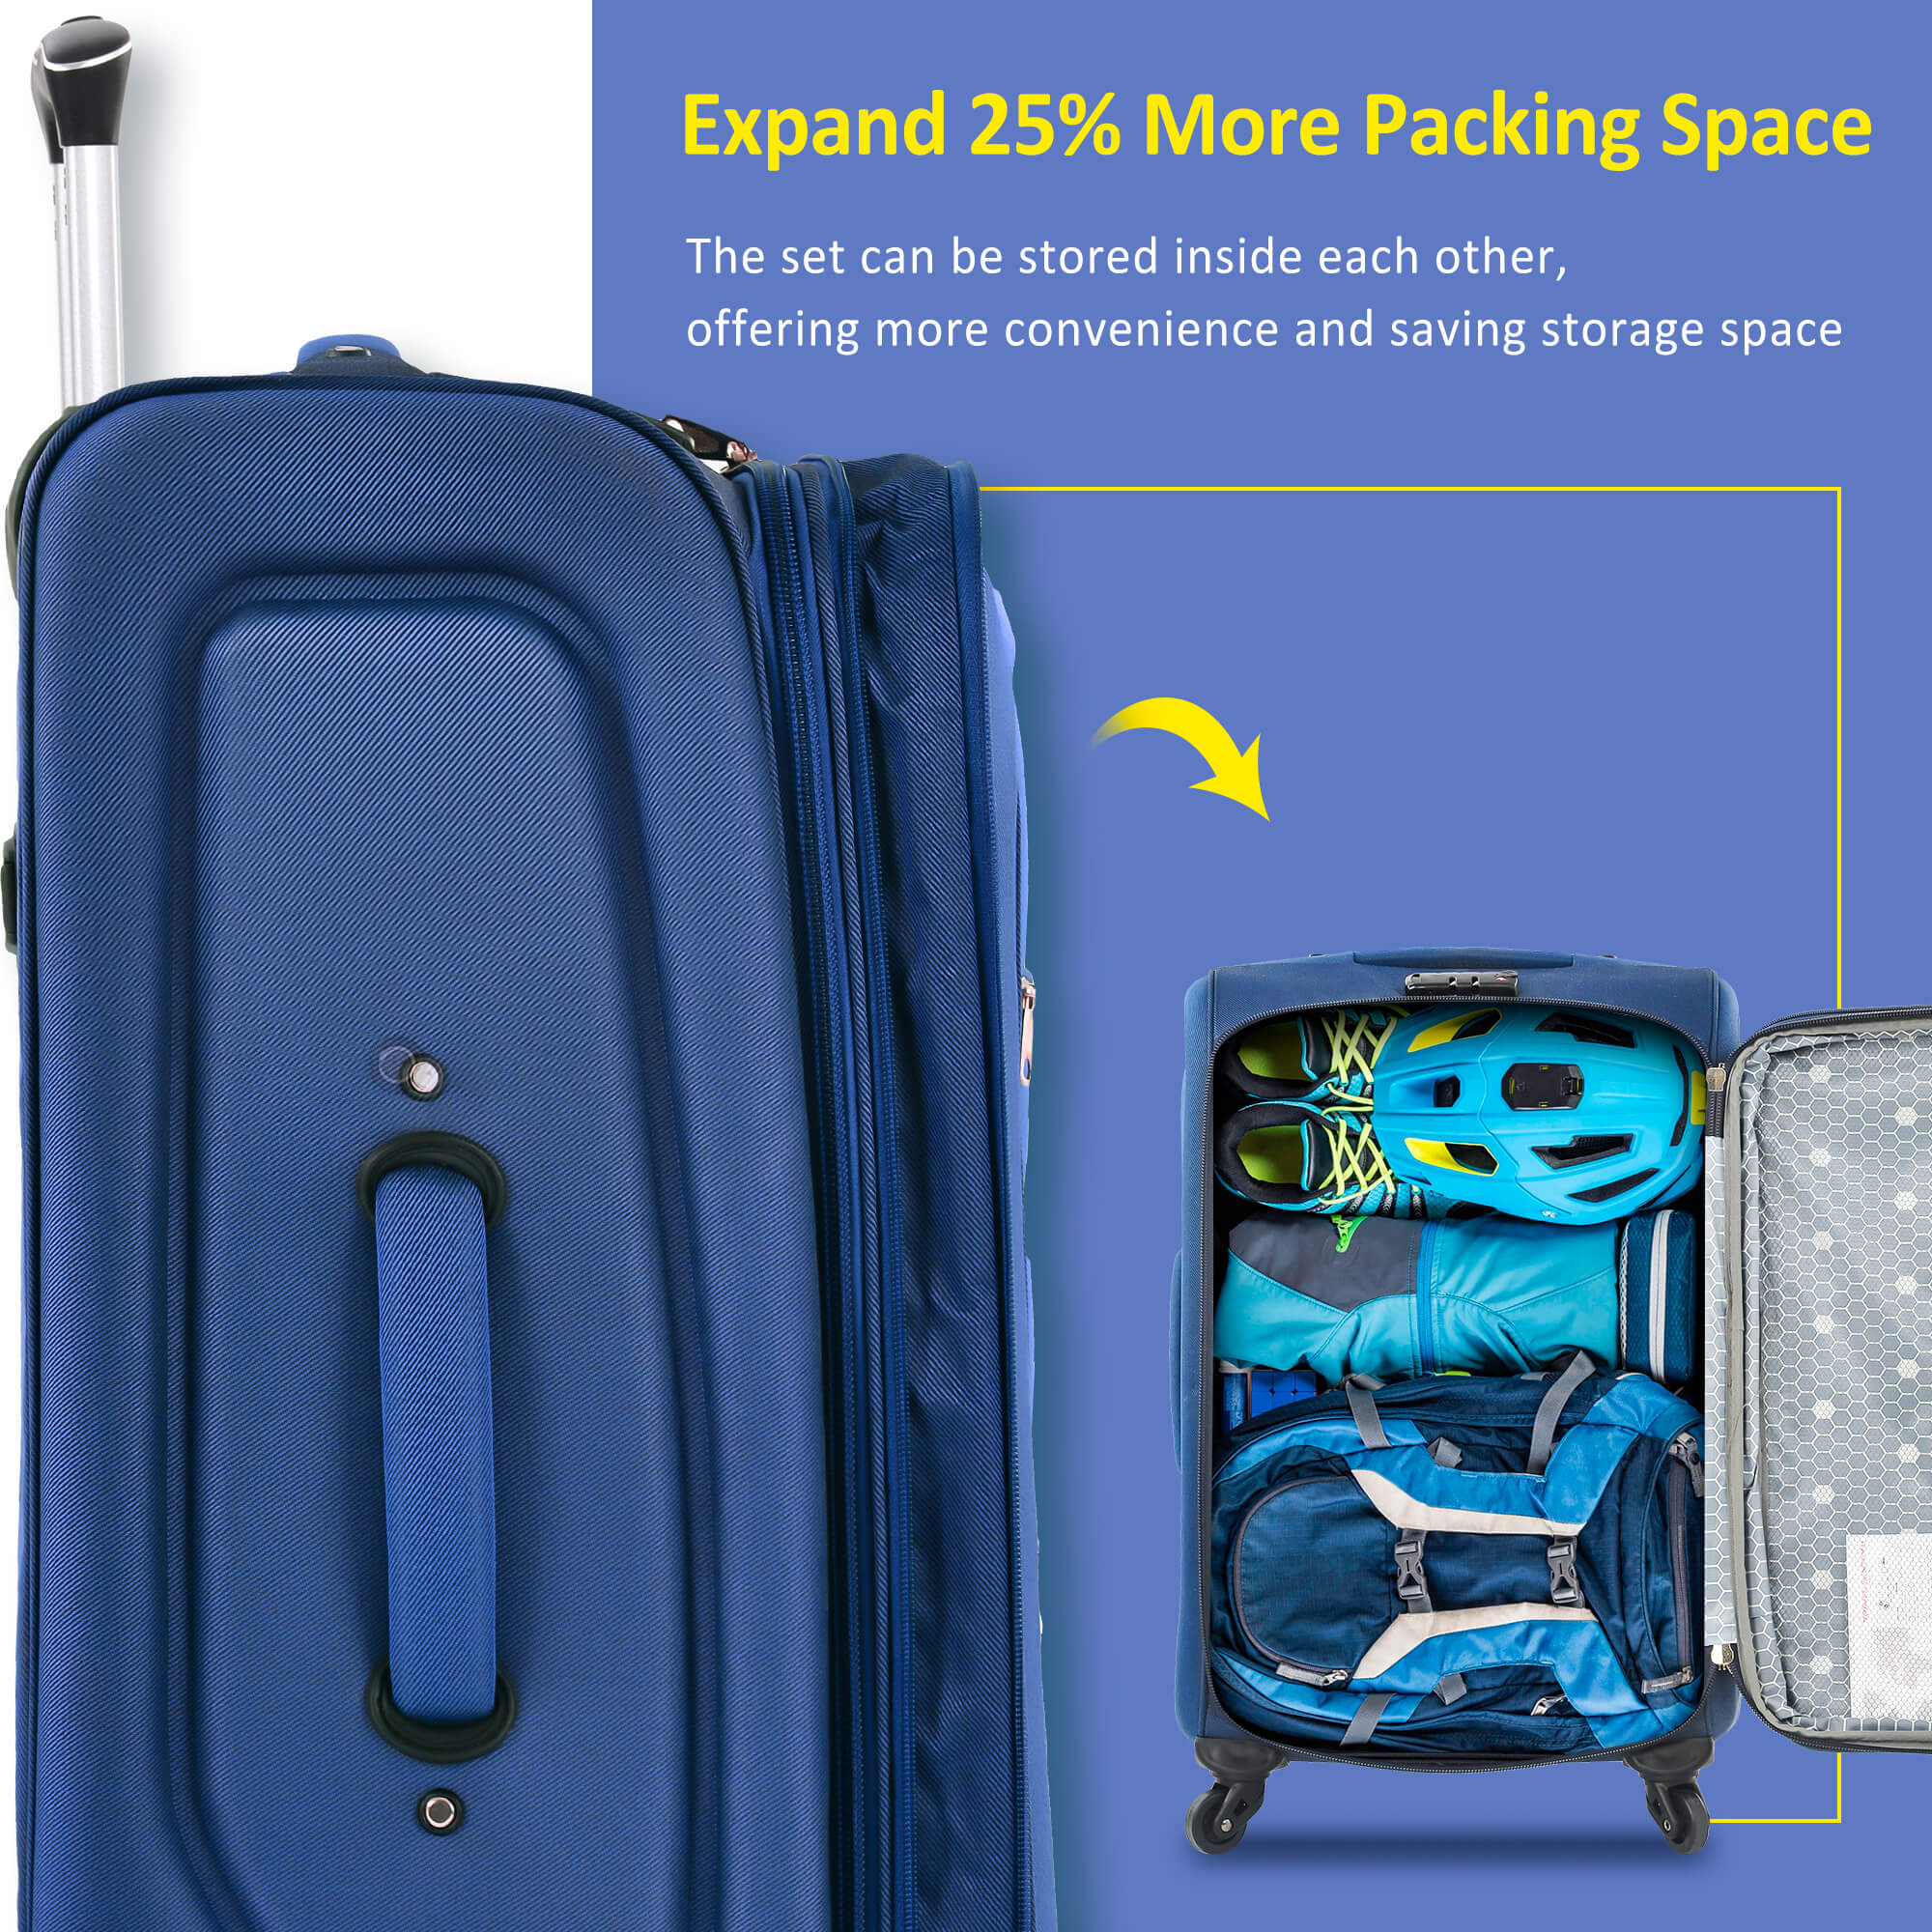 Expand 25% More Packing Space
The set can be stored inside each other,
offering more convenience and saving storage space